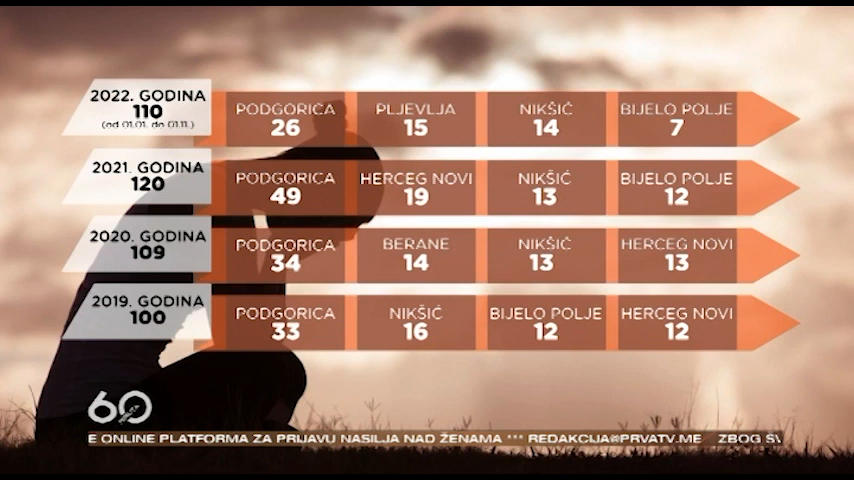 2022. GODINA
110
(od 01.01. do 01.11.)
PODGORICA
26
PLJEVLJA
15
NIKŠIĆ
14
BIJELO POLJE
7
2021. GODINA
120
PODGORICA
49
HERCEG NOVI
19
NIKŠIĆ
13
BIJELO POLJE
12
2020. GODINA
109
PODGORICA
34
BERANE
14
NIKŠIĆ
13
HERCEG NOVI
13
2019. GODINA
100
PODGORICA
33
NIKŠIĆ
16
BIJELO POLJE
12
HERCEG NOVI
12
60
E ONLINE PLATFORMA ZA PRIJAVU NASILJA NAD ŽENAMA *** REDAKCIJA@PRVATV.ME ZBOG